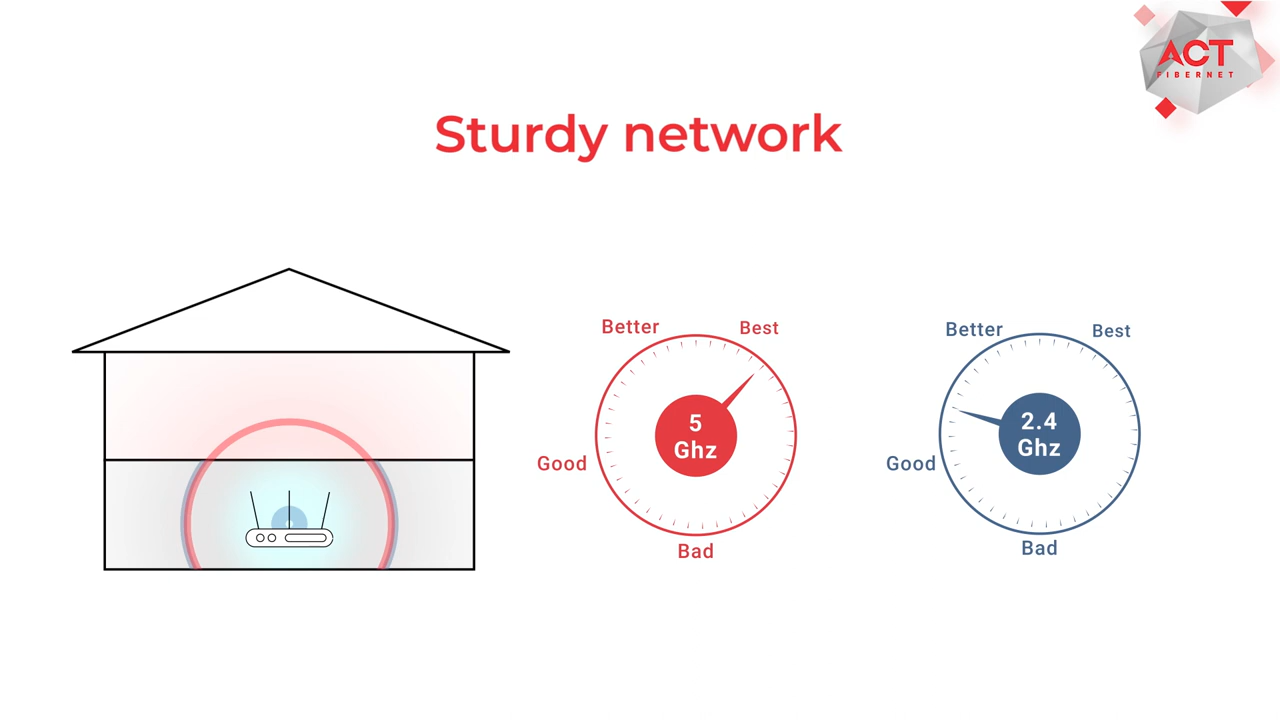 ACT
FIBERNET
Sturdy network
Better
Best
Good
5
Ghz
Bad
Better
Best
Good
2.4
Ghz
Bad